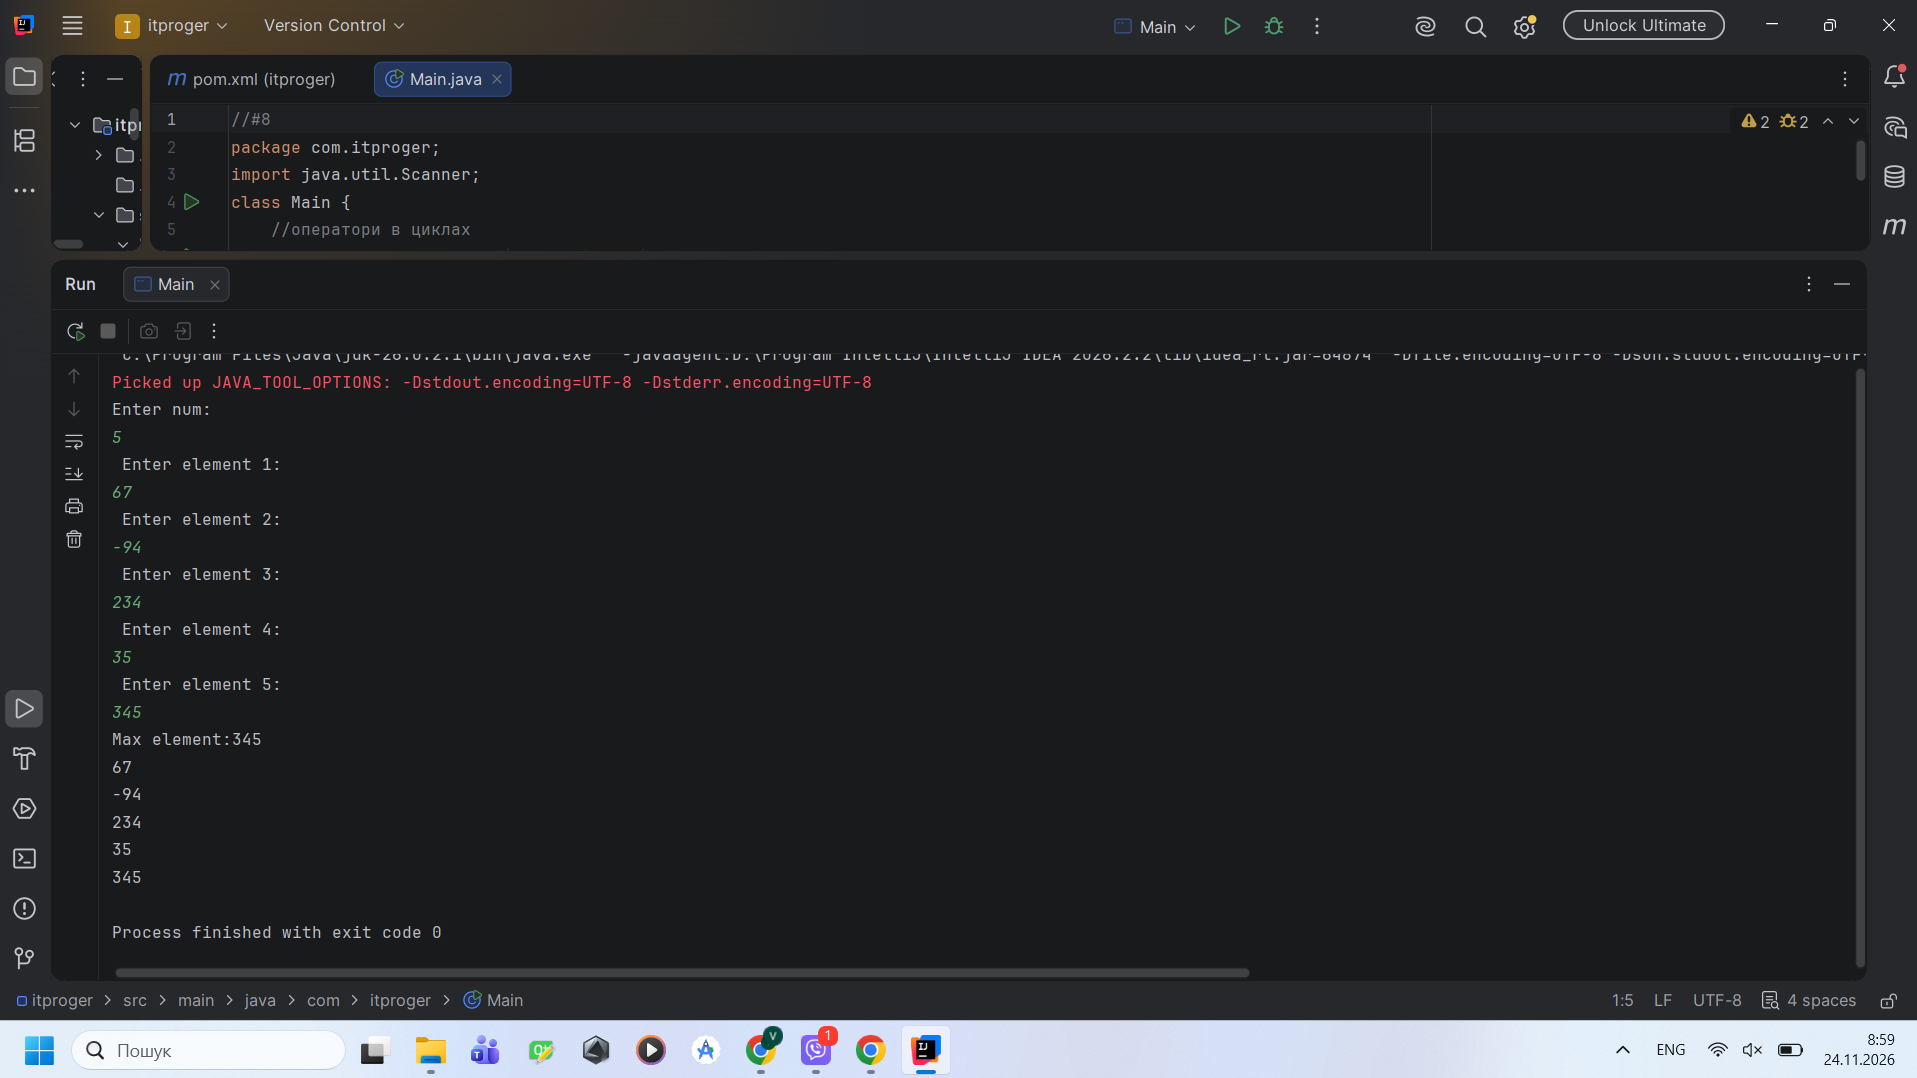 I itproger Version Control Main Unlock Ultimate
m pom.xml (itproger) Main.java
itpr
1 //#8
2 2
2 package com.itproger;
3 import java.util.Scanner;
4 class Main {
5 //оператори в циклах
m
Run Main
Picked up JAVA_TOOL_OPTIONS: -Dstdout.encoding=UTF-8 -Dstderr.encoding=UTF-8
Enter num:
5
Enter element 1:
67
Enter element 2:
-94
Enter element 3:
234
Enter element 4:
35
Enter element 5:
345
Max element:345
67
-94
234
35
345
Process finished with exit code 0
itproger > src > main > java > com > itproger > Main 1:5 LF UTF-8 4 spaces
Пошук
V
1
ENG
8:59
24.11.2026